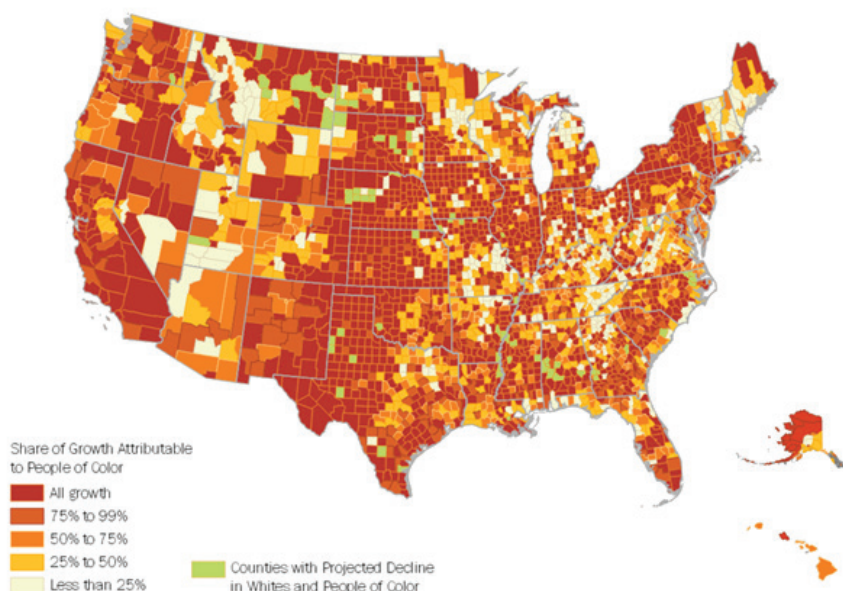 Share of Growth Attributable
to People of Color
All growth
75% to 99%
50% to 75%
25% to 50%
Less than 25%
Counties with Projected Decline
in Whites and People of Color